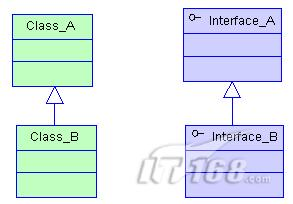 Class_A
Interface_A
Class_B
Interface_B
IT168.com